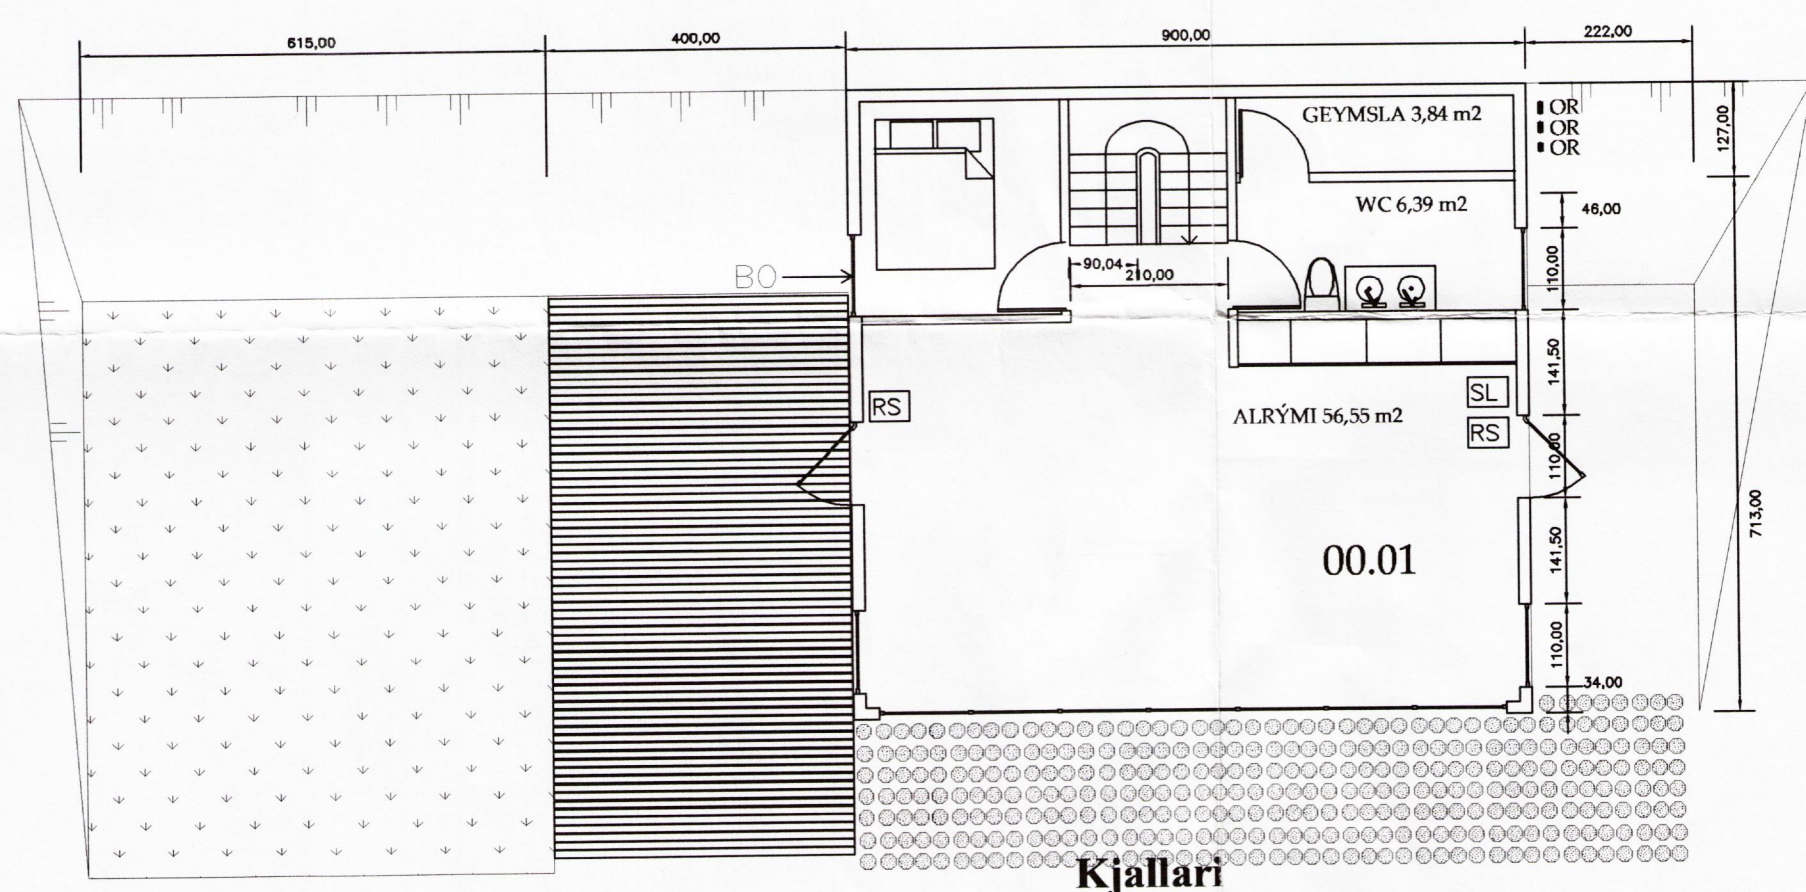 615,00
400,00
900,00
222,00
GEYMSLA 3,84 m2
OR
OR
OR
127,00
WC 6,39 m2
46,00
BO
90,04
210,00
110,00
141,50
RS
ALRÝMI 56,55 m2
SL
RS
110,00
713,00
00.01
141,50
110,00
34,00
Kjallari